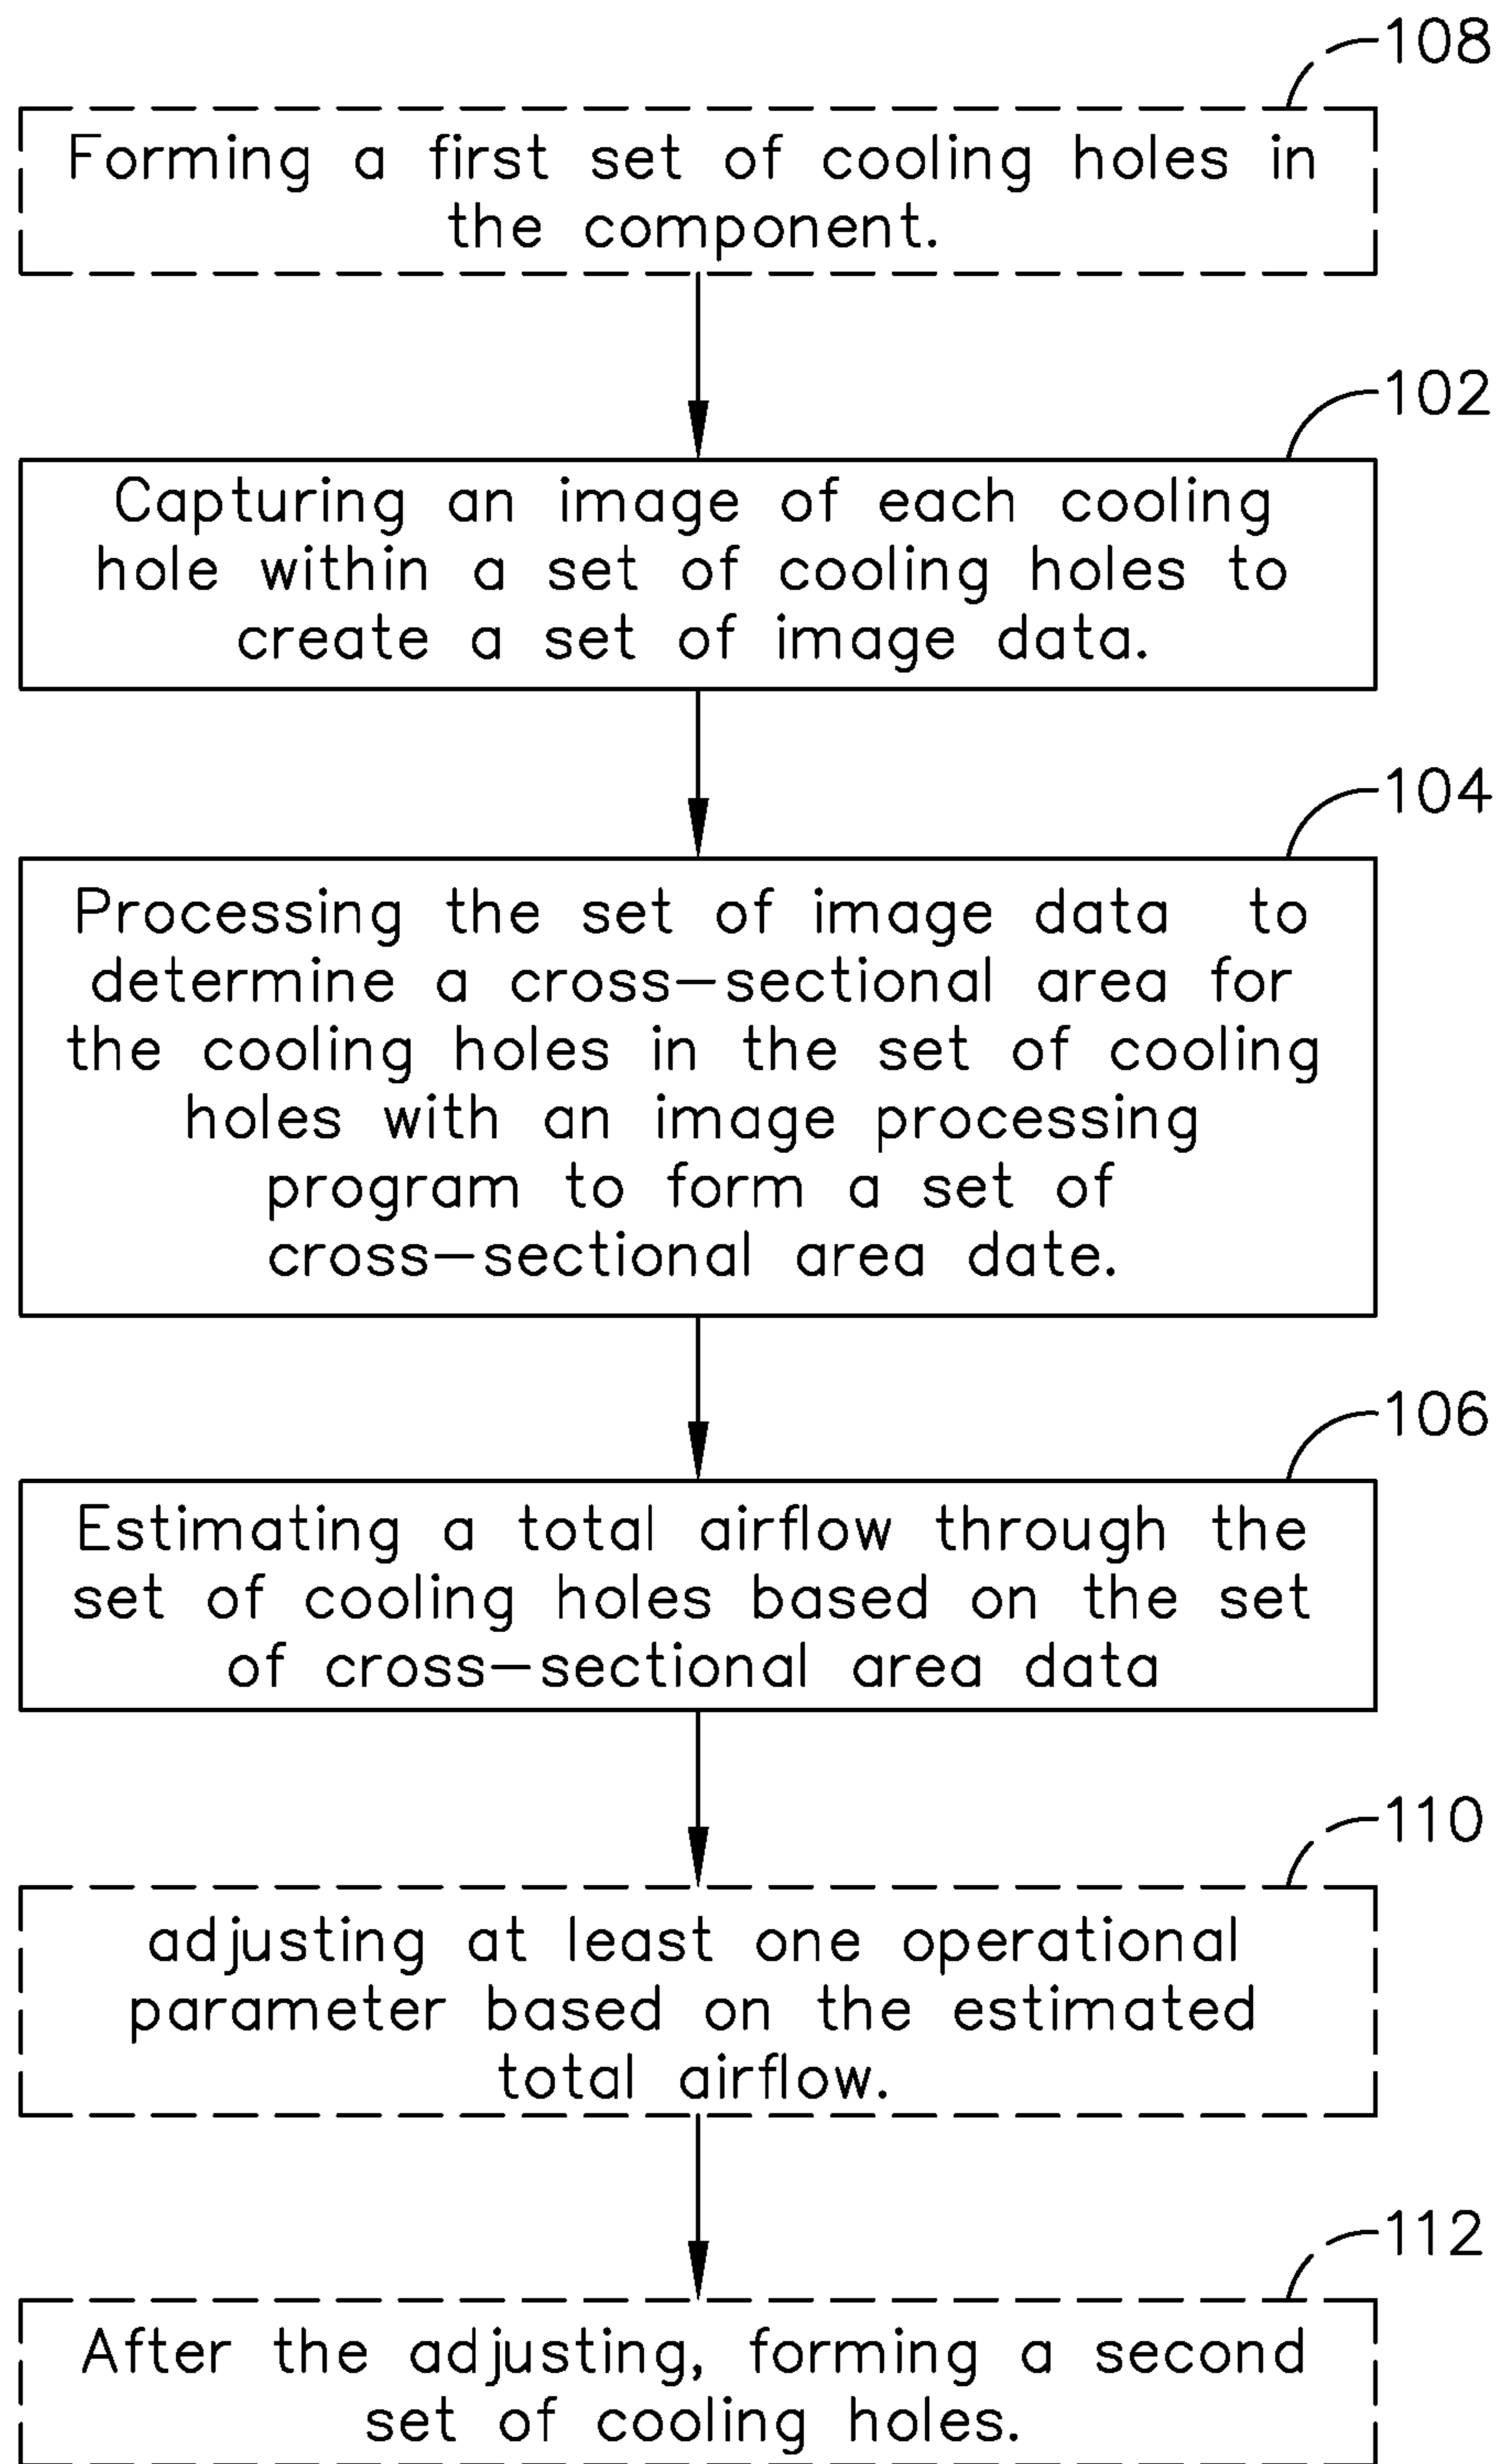 108
Forming a first set of cooling holes in
the component.
102
Capturing an image of each cooling
hole within a set of cooling holes to
create a set of image data.
104
Processing the set of image data to
determine a cross-sectional area for
the cooling holes in the set of cooling
holes with an image processing
program to form a set of
cross-sectional area date.
106
Estimating a total airflow through the
set of cooling holes based on the set
of cross-sectional area data
110
adjusting at least one operational
parameter based on the estimated
total airflow.
112
After the adjusting, forming a second
set of cooling holes.